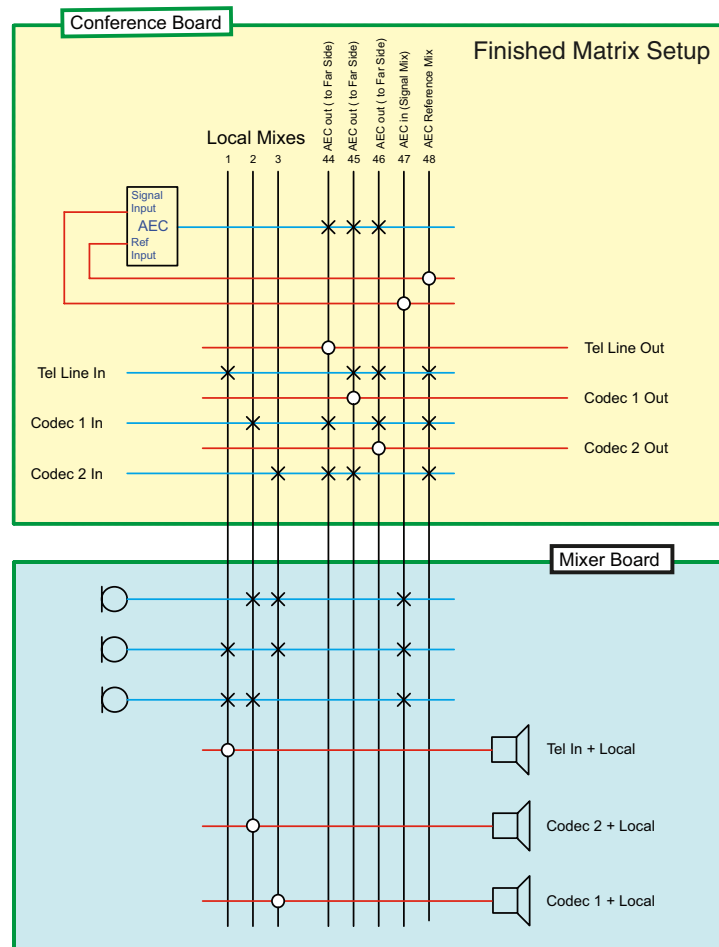 Conference Board
Finished Matrix Setup
AEC out ( to Far Side)
AEC out ( to Far Side)
AEC out ( to Far Side)
AEC in (Signal Mix)
AEC Reference Mix
Local Mixes
1 2 3 44 45 46 47 48
Signal
Input
AEC
Ref
Input
Tel Line Out
Tel Line In
Codec 1 Out
Codec 1 In
Codec 2 Out
Codec 2 In
Mixer Board
Tel In + Local
Codec 2 + Local
Codec 1 + Local